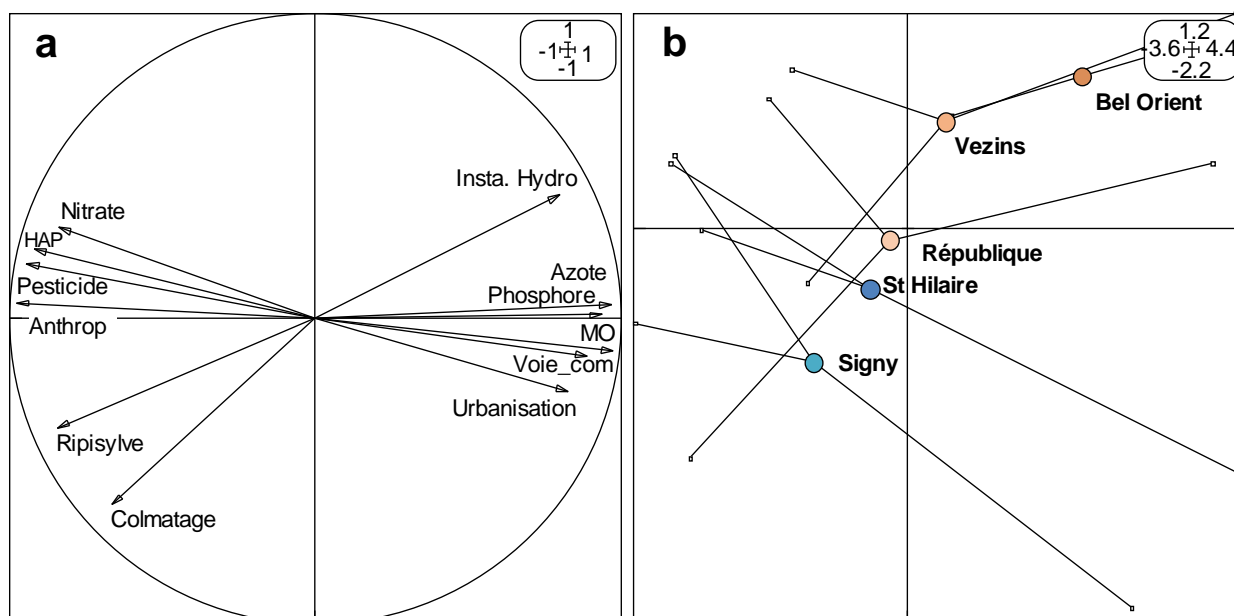 a
1
-1 1
-1
Insta. Hydro
Nitrate
HAP
Pesticide
Anthrop
Azote
Phosphore
MO
Voie_com
Urbanisation
Ripisylve
Colmatage
b
1.2
-3.6 4.4
-2.2
Bel Orient
Vezins
République
St Hilaire
Signy